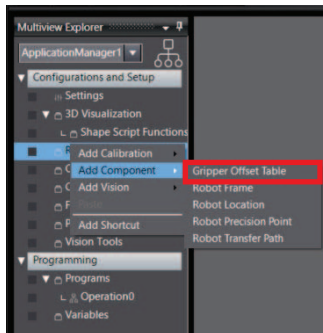 Multiview Explorer
ApplicationManager1
Configurations and Setup
Settings
3D Visualization
Shape Script Functions
Add Calibration
Add Component
Gripper Offset Table
Add Vision
Robot Frame
Robot Location
Add Shortcut
Robot Precision Point
Vision Tools
Robot Transfer Path
Programming
Programs
Operation0
Variables